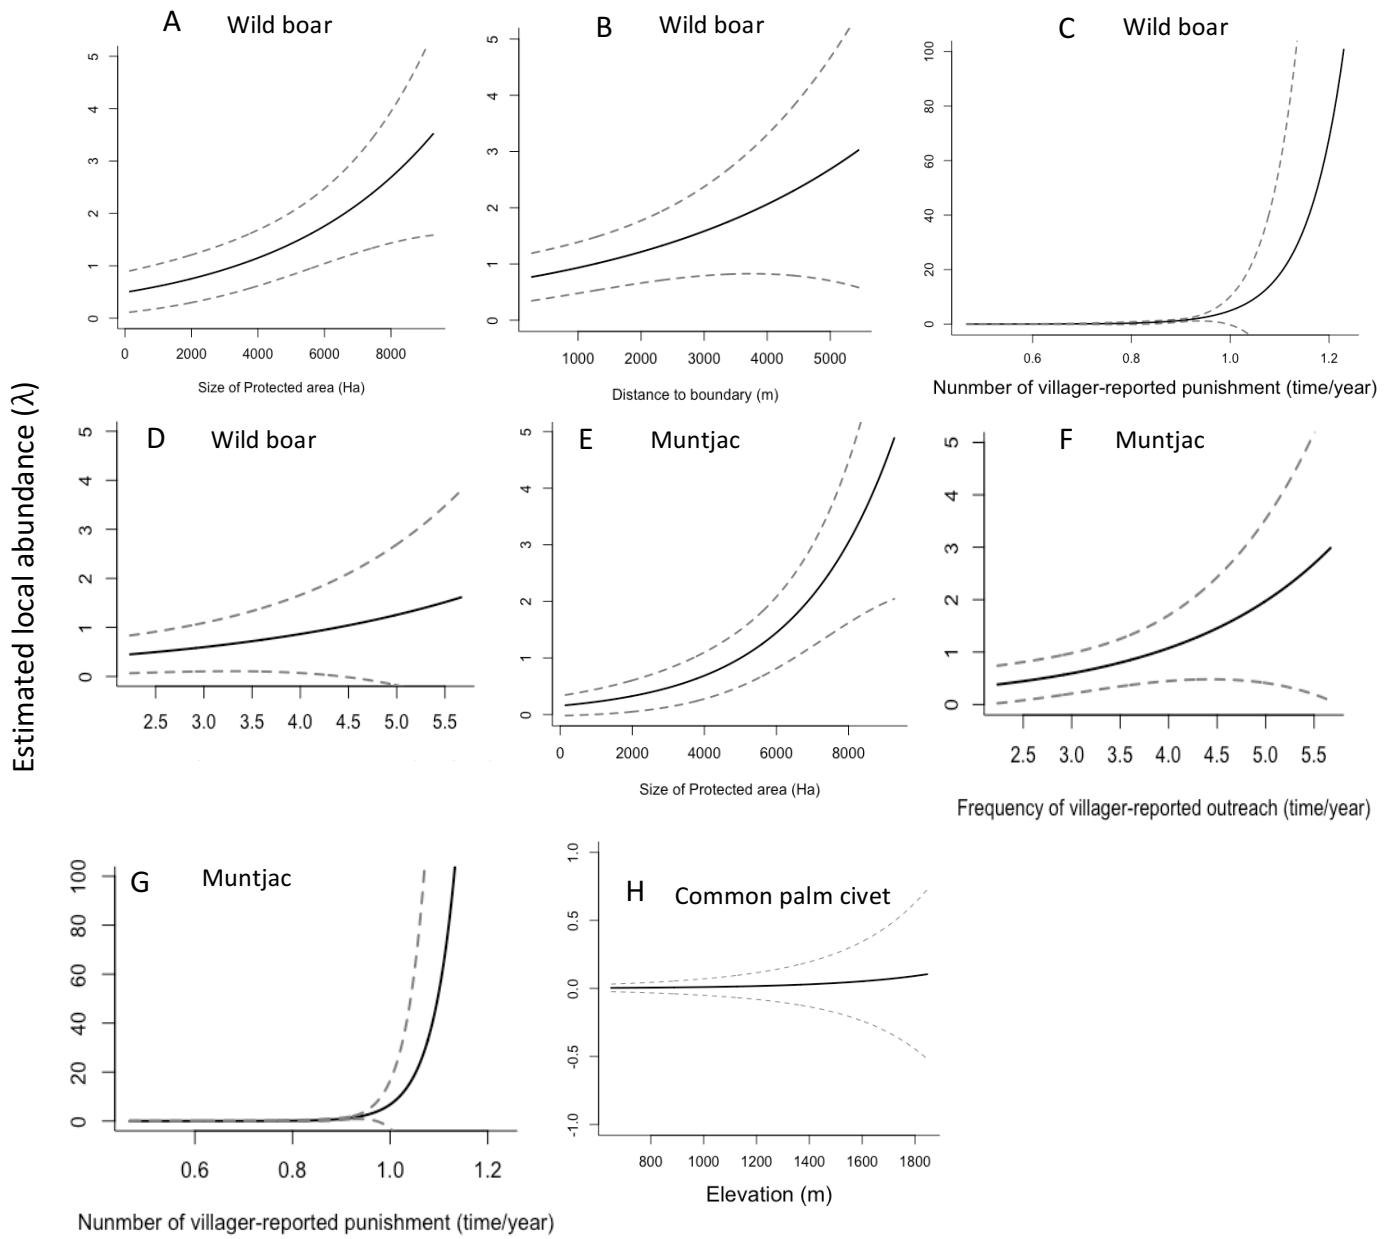 A Wild boar
B Wild boar
C Wild boar
5
4
3
2
1
0
0 2000 4000 6000 8000
Size of Protected area (Ha)
5
4
3
2
1
0
1000 2000 3000 4000 5000
Distance to boundary (m)
100
80
60
40
20
0
0.6 0.8 1.0 1.2
Nunmber of villager-reported punishment (time/year)
Estimated local abundance (λ)
D Wild boar
5
4
3
2
1
0
2.5 3.0 3.5 4.0 4.5 5.0 5.5
E Muntjac
5
4
3
2
1
0
0 2000 4000 6000 8000
Size of Protected area (Ha)
F Muntjac
5
4
3
2
1
0
2.5 3.0 3.5 4.0 4.5 5.0 5.5
Frequency of villager-reported outreach (time/year)
G Muntjac
100
80
60
40
20
0
0.6 0.8 1.0 1.2
Nunmber of villager-reported punishment (time/year)
H Common palm civet
1.0
0.5
0.0
-0.5
-1.0
800 1000 1200 1400 1600 1800
Elevation (m)